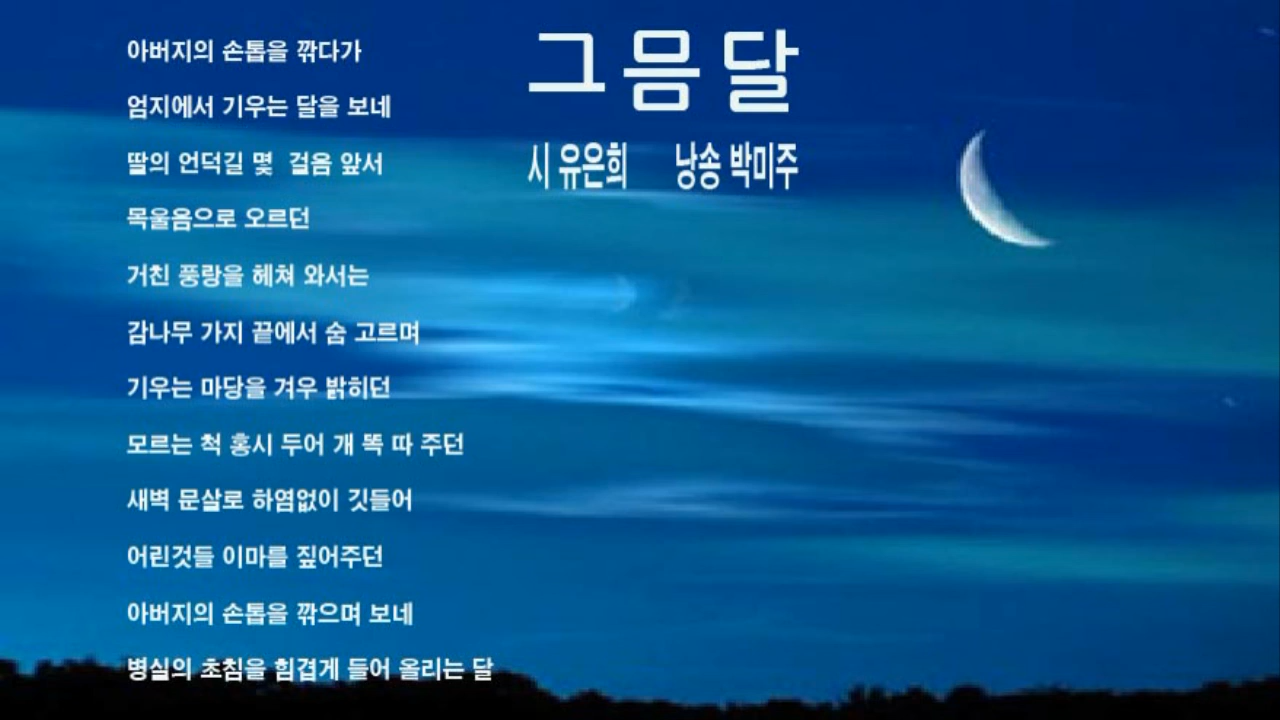 그믐달
시 유은희 낭송 박미주
아버지의 손톱을 깎다가
엄지에서 기우는 달을 보네
딸의 언덕길 몇 걸음 앞서
목울음으로 오르던
거친 풍랑을 헤쳐 와서는
감나무 가지 끝에서 숨 고르며
기우는 마당을 겨우 밝히던
모르는 척 홍시 두어 개 똑 따 주던
새벽 문살로 하염없이 깃들어
어린것들 이마를 짚어주던
아버지의 손톱을 깎으며 보네
병실의 초침을 힘겹게 들어 올리는 달